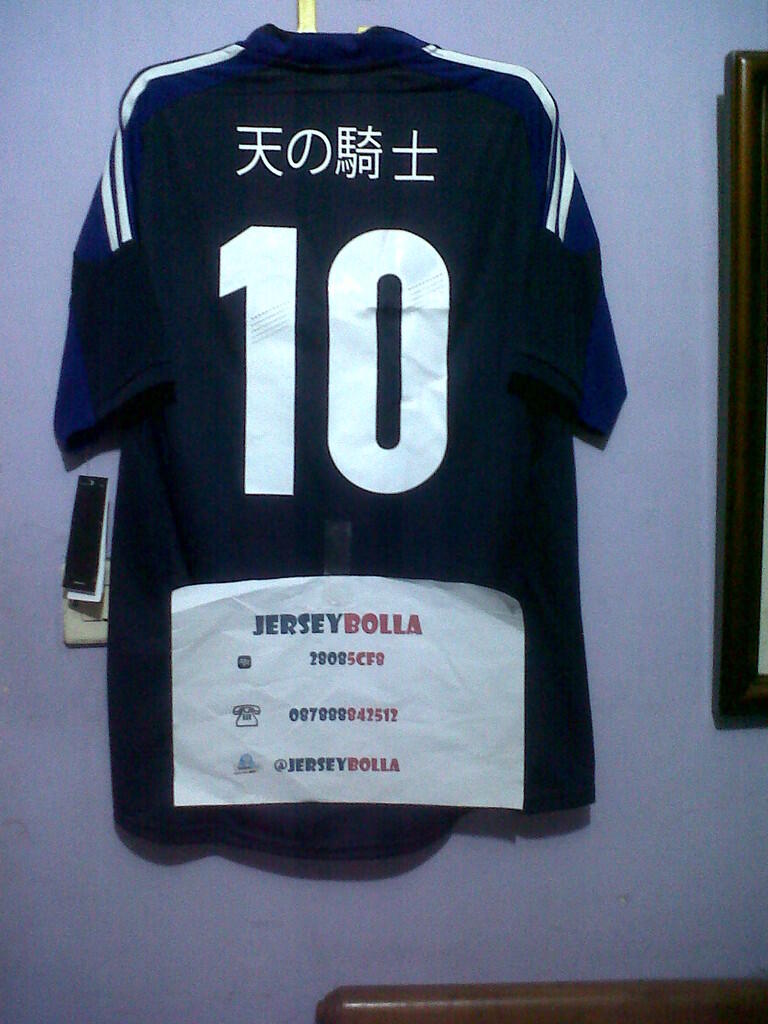 天の騎士
10
JERSEYBOLLA
28085CF8
087888842512
@JERSEYBOLLA